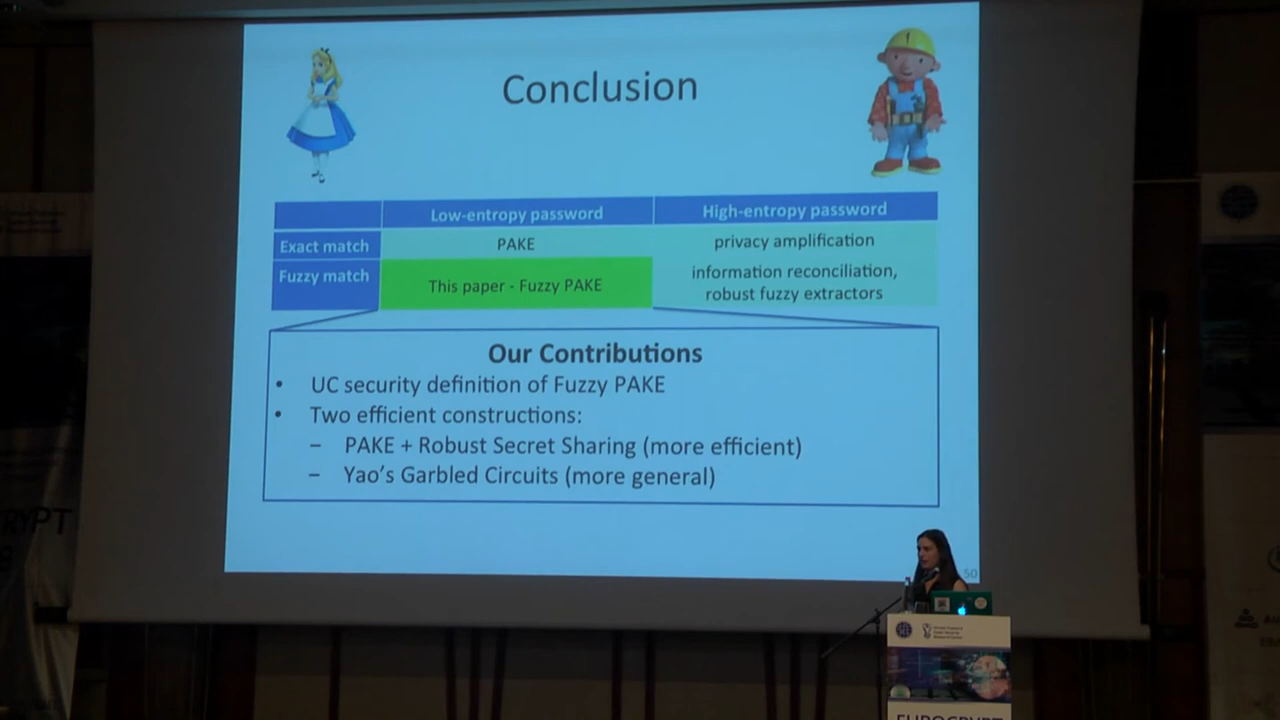 Conclusion
Low-entropy password
High-entropy password
Exact match
PAKE
privacy amplification
Fuzzy match
This paper - Fuzzy PAKE
information reconciliation,
robust fuzzy extractors
Our Contributions
• UC security definition of Fuzzy PAKE
• Two efficient constructions:
– PAKE + Robust Secret Sharing (more efficient)
– Yao's Garbled Circuits (more general)
50
EUROCRYPT